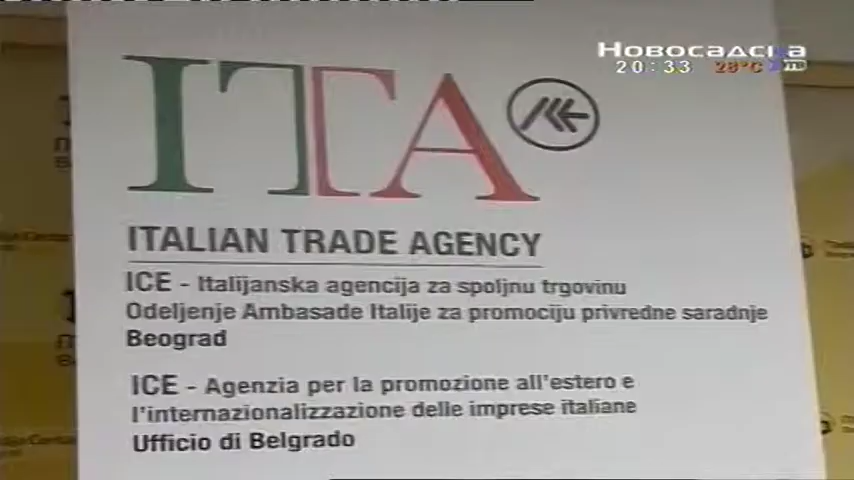 Новосадска ТВ
20:33 28°C
ITA
ITALIAN TRADE AGENCY
ICE - Italijanska agencija za spoljnu trgovinu
Odeljenje Ambasade Italije za promociju privredne saradnje
Beograd
ICE - Agenzia per la promozione all'estero e
l'internazionalizzazione delle imprese italiane
Ufficio di Belgrado